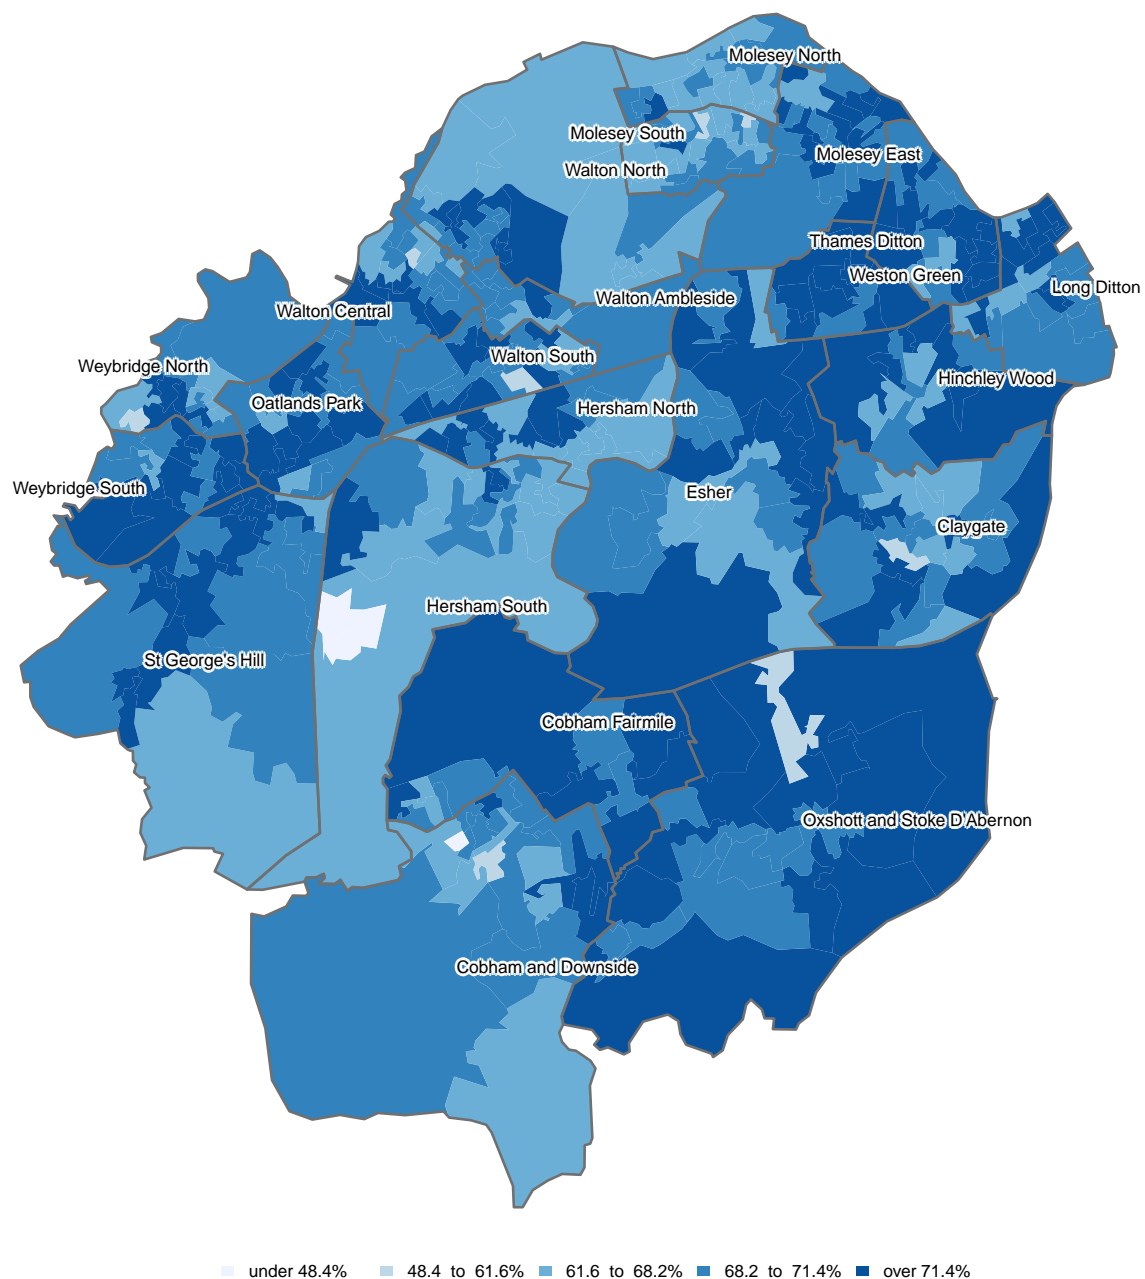 Molesey North
Molesey South
Molesey East
Walton North
Thames Ditton
Weston Green
Long Ditton
Walton Ambleside
Walton Central
Walton South
Weybridge North
Hinchley Wood
Oatlands Park
Hersham North
Weybridge South
Esher
Claygate
Hersham South
St George's Hill
Cobham Fairmile
Oxshott and Stoke D'Abernon
Cobham and Downside
under 48.4% 48.4 to 61.6% 61.6 to 68.2% 68.2 to 71.4% over 71.4%